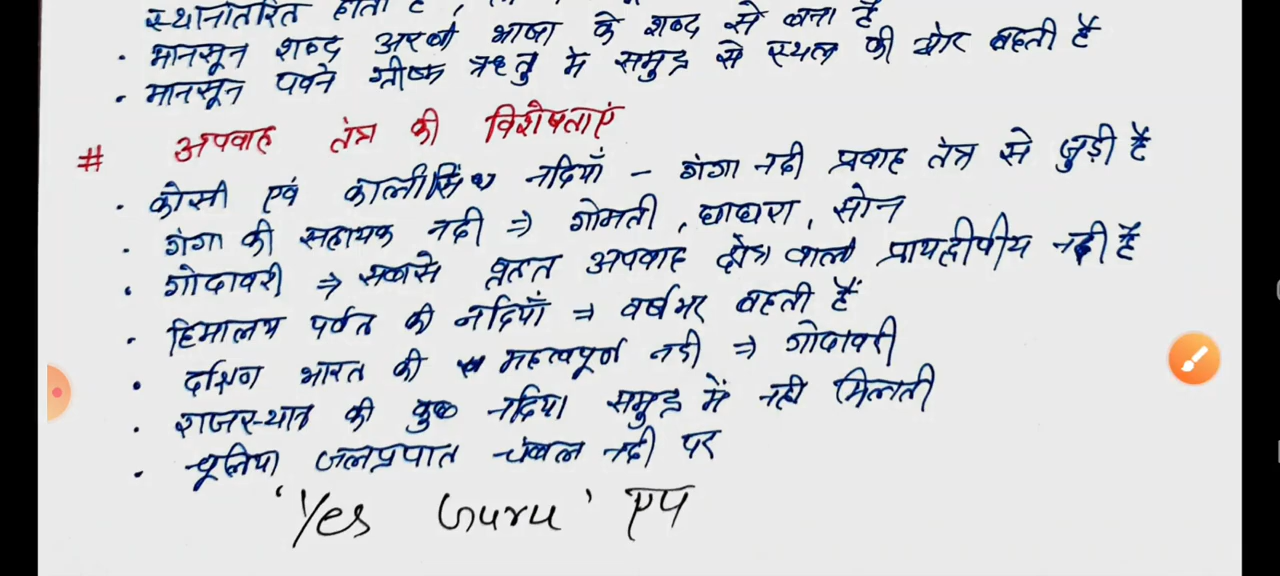 स्थानांतरित होता है,
• मानसून शब्द अरबी भाषा के शब्द से बना है
• मानसून पवने ग्रीष्म ऋतु में समुद्र से स्थल की ओर बहती है
# अपवाह तंत्र की विशेषताएं
• कोसी एवं कालीसिंध नदियाँ – गंगा नदी प्रवाह तंत्र से जुड़ी है
• गंगा की सहायक नदी ⇒ गोमती, घाघरा, सोन
• गोदावरी ⇒ सबसे वृहत अपवाह क्षेत्र वाली प्रायद्वीपीय नदी है
• हिमालय पर्वत की नदियाँ ⇒ वर्षभर बहती हैं
• दक्षिण भारत की महत्वपूर्ण नदी ⇒ गोदावरी
• राजस्थान की कुछ नदिया समुद्र में नही मिलती
• चूलिया जलप्रपात चंबल नदी पर
'Yes Guru' एप